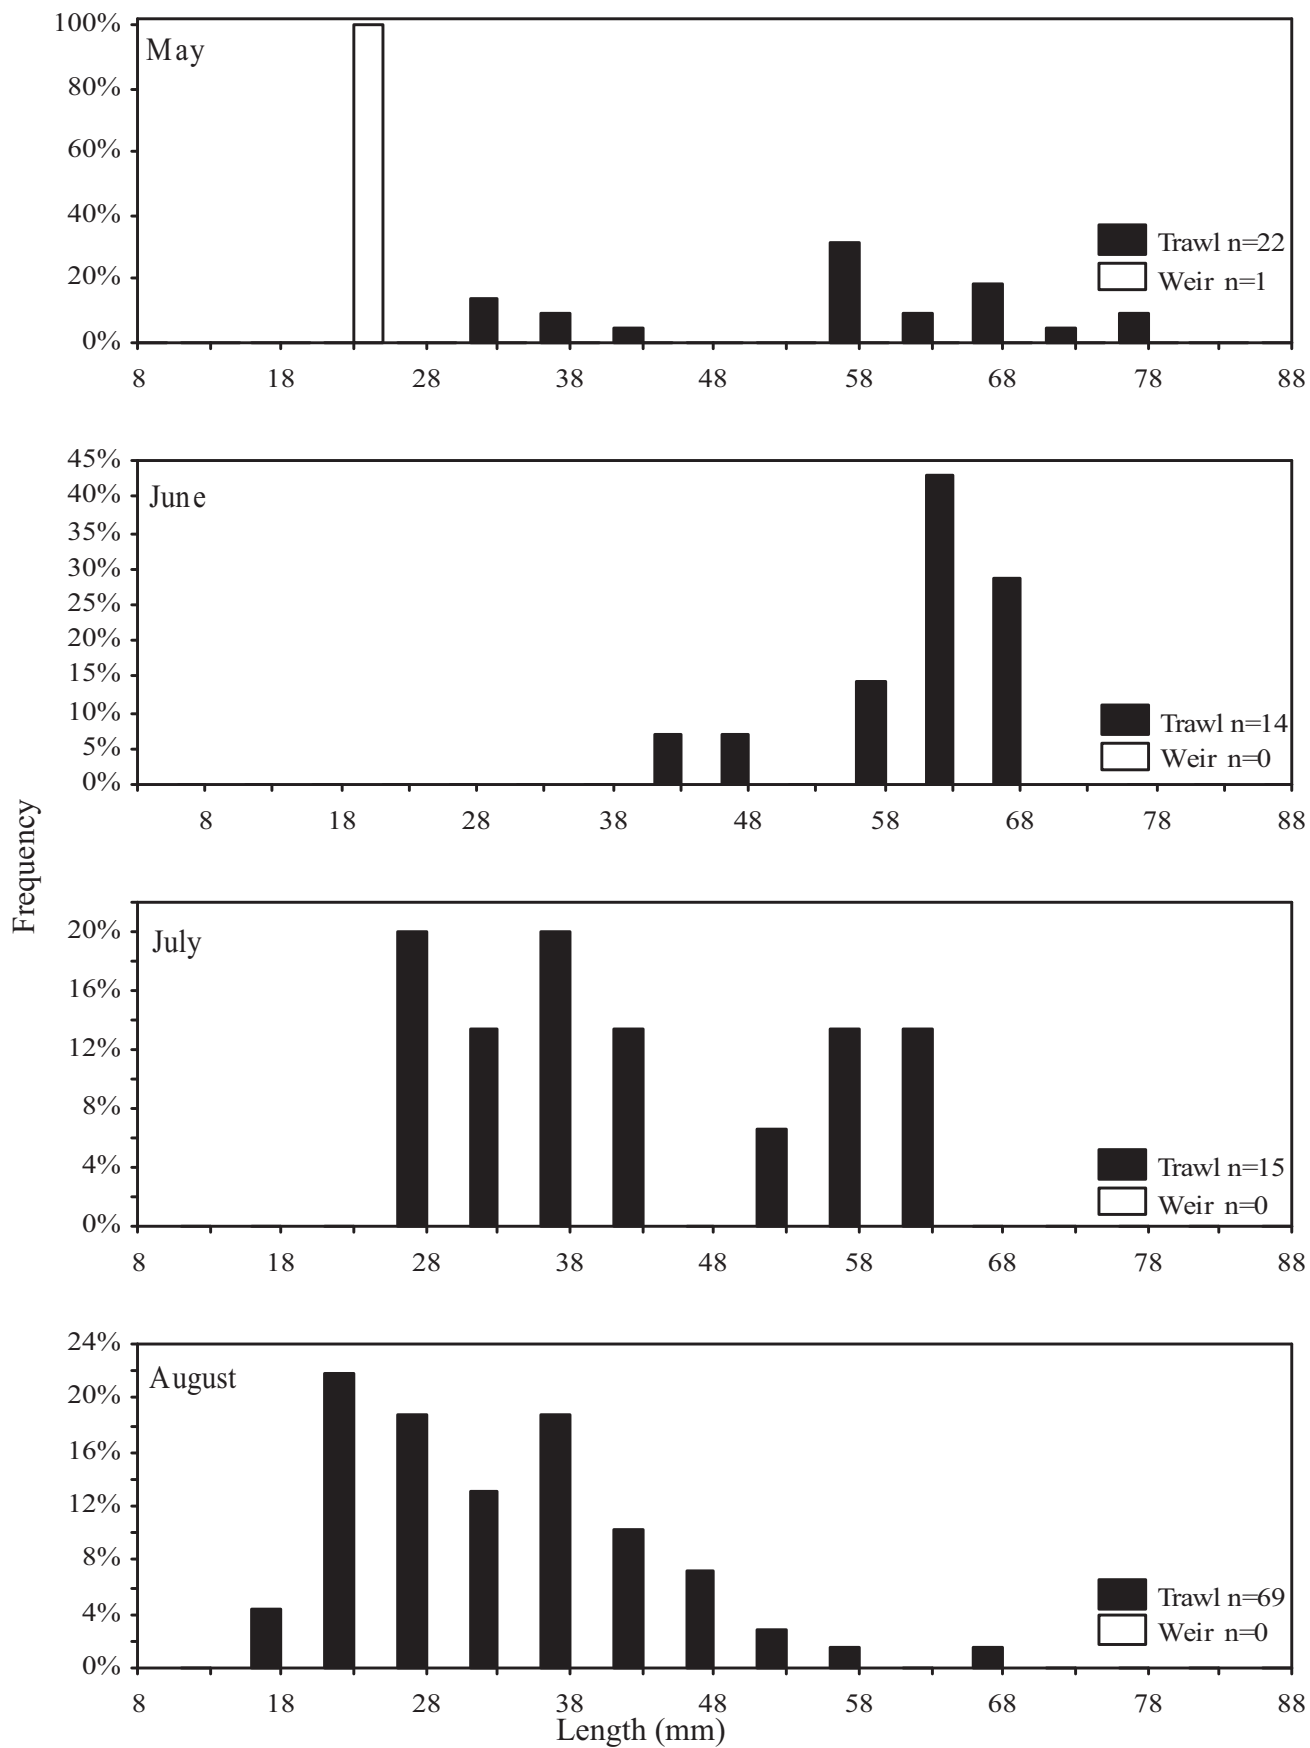 100%
May
80%
60%
40%
Trawl n=22
20%
Weir n=1
0%
8 18 28 38 48 58 68 78 88
45%
June
40%
35%
30%
25%
20%
15%
10%
Trawl n=14
5%
Weir n=0
0%
8 18 28 38 48 58 68 78 88
Frequency
20%
July
16%
12%
8%
4%
Trawl n=15
Weir n=0
0%
8 18 28 38 48 58 68 78 88
24%
August
20%
16%
12%
8%
4%
Trawl n=69
Weir n=0
0%
8 18 28 38 48 58 68 78 88
Length (mm)